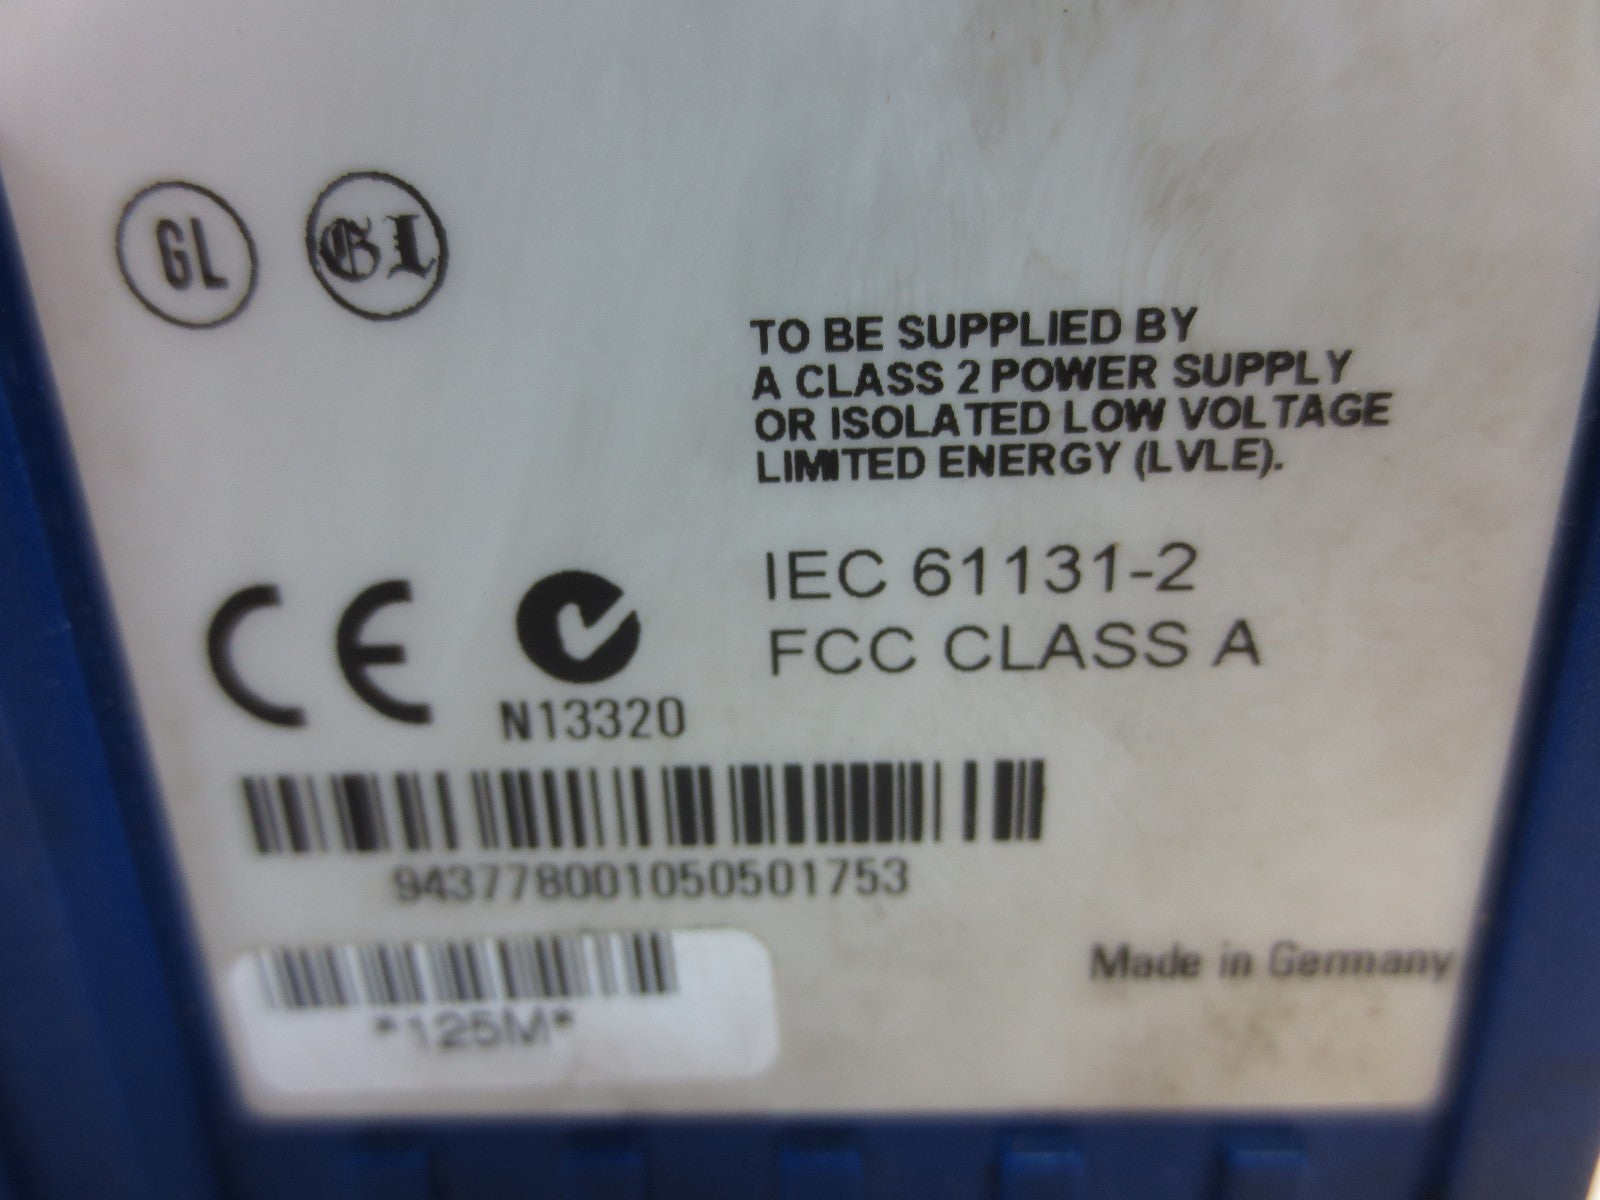 GL GL
TO BE SUPPLIED BY
A CLASS 2 POWER SUPPLY
OR ISOLATED LOW VOLTAGE
LIMITED ENERGY (LVLE).
IEC 61131-2
FCC CLASS A
CE
N13320
943778001050501753
*125M*
Made in Germany